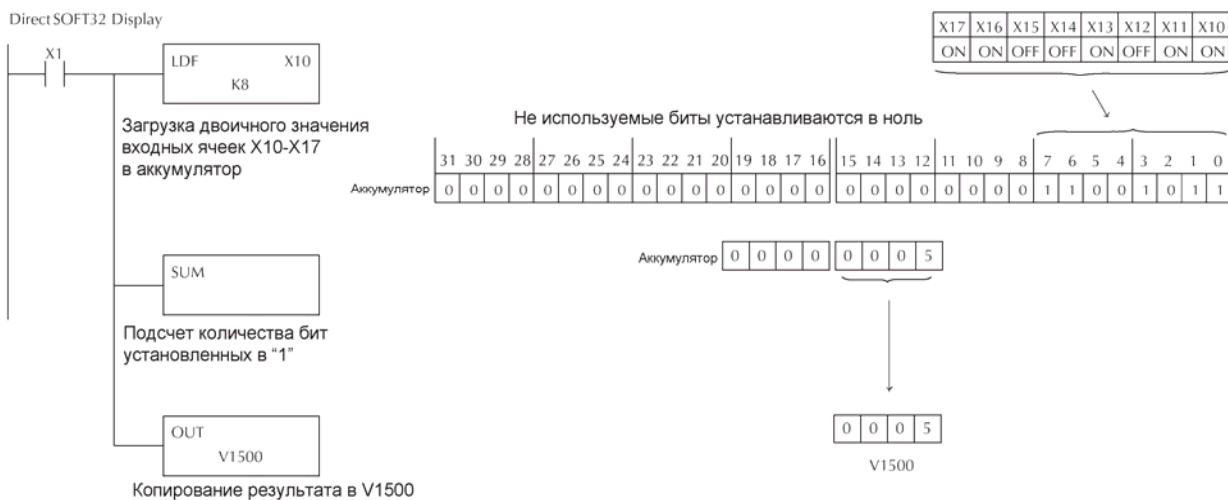 DirectSOFT32 Display
X1
LDF X10
K8
Загрузка двоичного значения
входных ячеек X10-X17
в аккумулятор
SUM
Подсчет количества бит
установленных в “1”
OUT
V1500
Копирование результата в V1500
X17 X16 X15 X14 X13 X12 X11 X10
ON ON OFF OFF ON OFF ON ON
Не используемые биты устанавливаются в ноль
31 30 29 28 27 26 25 24 23 22 21 20 19 18 17 16 15 14 13 12 11 10 9 8 7 6 5 4 3 2 1 0
Аккумулятор 0 0 0 0 0 0 0 0 0 0 0 0 0 0 0 0 0 0 0 0 0 0 0 0 1 1 0 0 1 0 1 1
Аккумулятор 0 0 0 0 0 0 0 5
0 0 0 5
V1500